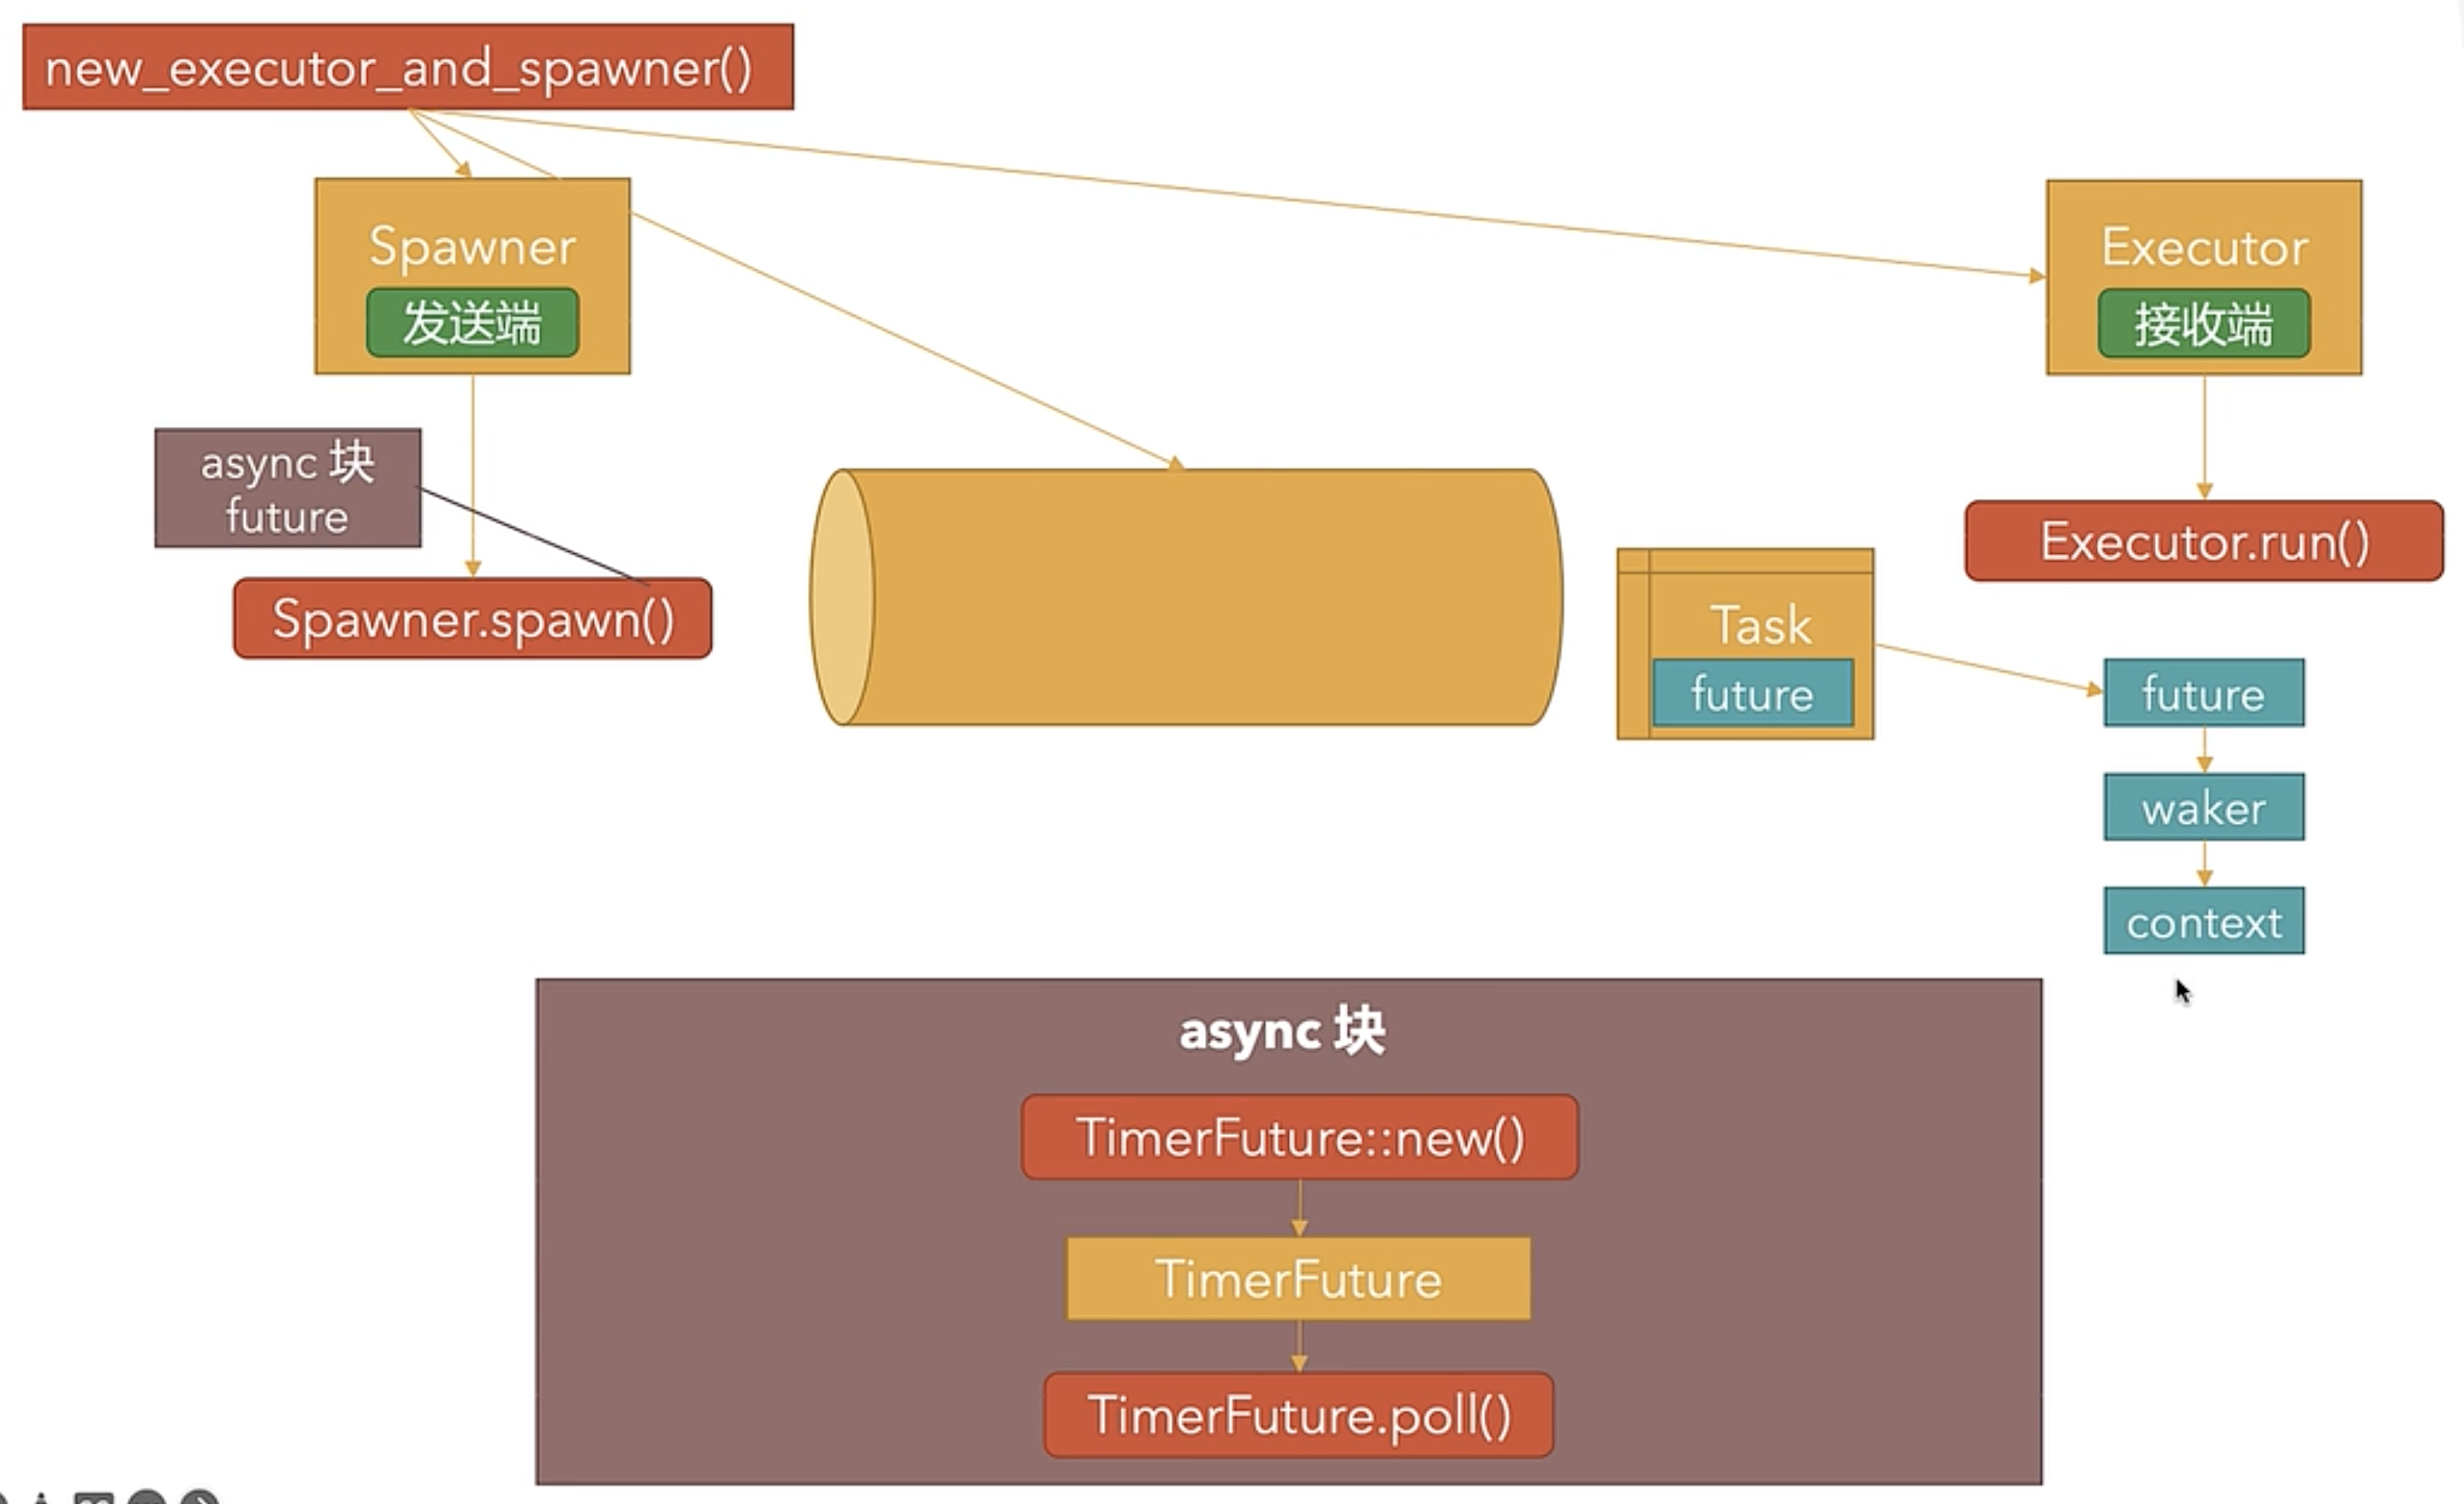 new_executor_and_spawner()
Spawner
发送端
Executor
接收端
async 块
future
Spawner.spawn()
Executor.run()
Task
future
future
waker
context
async 块
TimerFuture::new()
TimerFuture
TimerFuture.poll()